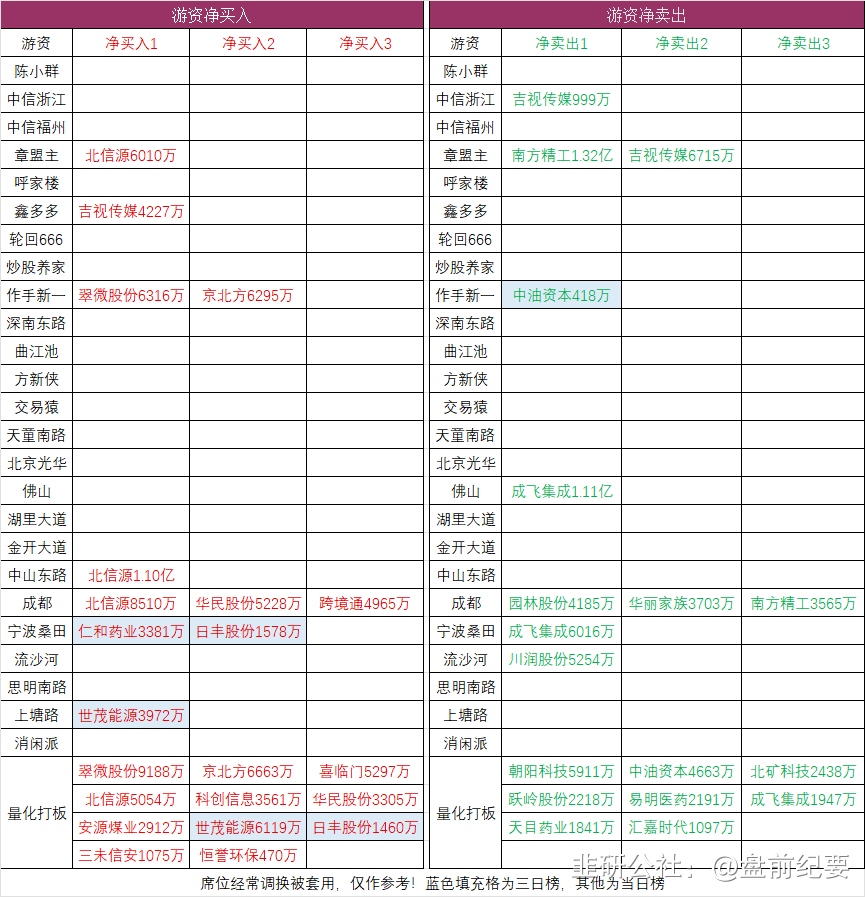 游资净买入 游资净卖出
游资 净买入1 净买入2 净买入3 游资 净卖出1 净卖出2 净卖出3
陈小群 陈小群
中信浙江 中信浙江 吉视传媒999万
中信福州 中信福州
章盟主 北信源6010万 章盟主 南方精工1.32亿 吉视传媒6715万
呼家楼 呼家楼
鑫多多 吉视传媒4227万 鑫多多
轮回666 轮回666
炒股养家 炒股养家
作手新一 翠微股份6316万 京北方6295万 作手新一 中油资本418万
深南东路 深南东路
曲江池 曲江池
方新侠 方新侠
交易猿 交易猿
天童南路 天童南路
北京光华 北京光华
佛山 佛山 成飞集成1.11亿
湖里大道 湖里大道
金开大道 金开大道
中山东路 北信源1.10亿 中山东路
成都 北信源8510万 华民股份5228万 跨境通4965万 成都 园林股份4185万 华丽家族3703万 南方精工3565万
宁波桑田 仁和药业3381万 日丰股份1578万 宁波桑田 成飞集成6016万
流沙河 流沙河 川润股份5254万
思明南路 思明南路
上塘路 世茂能源3972万 上塘路
消闲派 消闲派
量化打板 翠微股份9188万 京北方6663万 喜临门5297万 量化打板 朝阳科技5911万 中油资本4663万 北矿科技2438万
北信源5054万 科创信息3561万 华民股份3305万 跃岭股份2218万 易明医药2191万 成飞集成1947万
安源煤业2912万 世茂能源6119万 日丰股份1460万 天目药业1841万 汇嘉时代1097万
三未信安1075万 恒誉环保470万
席位经常调换被套用，仅作参考！蓝色填充格为三日榜，其他为当日榜
韭研公社：@盘前纪要